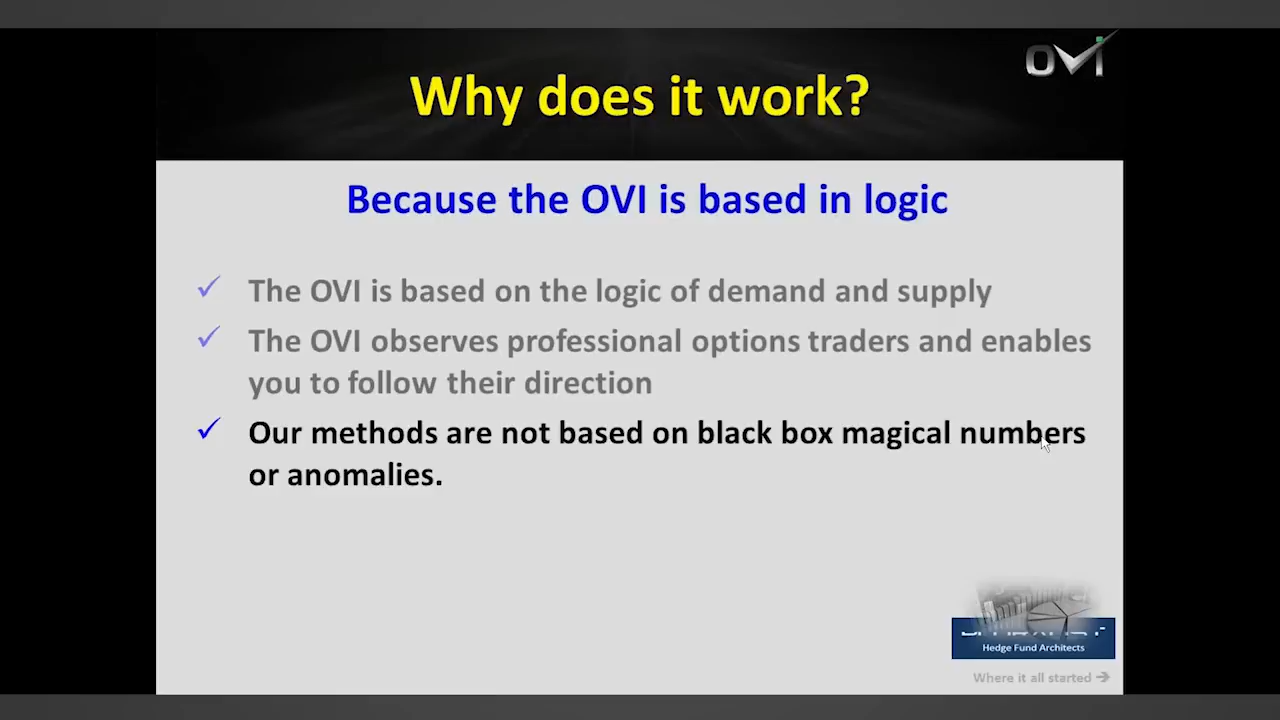 OVI
Why does it work?
Because the OVI is based in logic
✓ The OVI is based on the logic of demand and supply
✓ The OVI observes professional options traders and enables
you to follow their direction
✓ Our methods are not based on black box magical numbers
or anomalies.
Hedge Fund Architects
Where it all started →